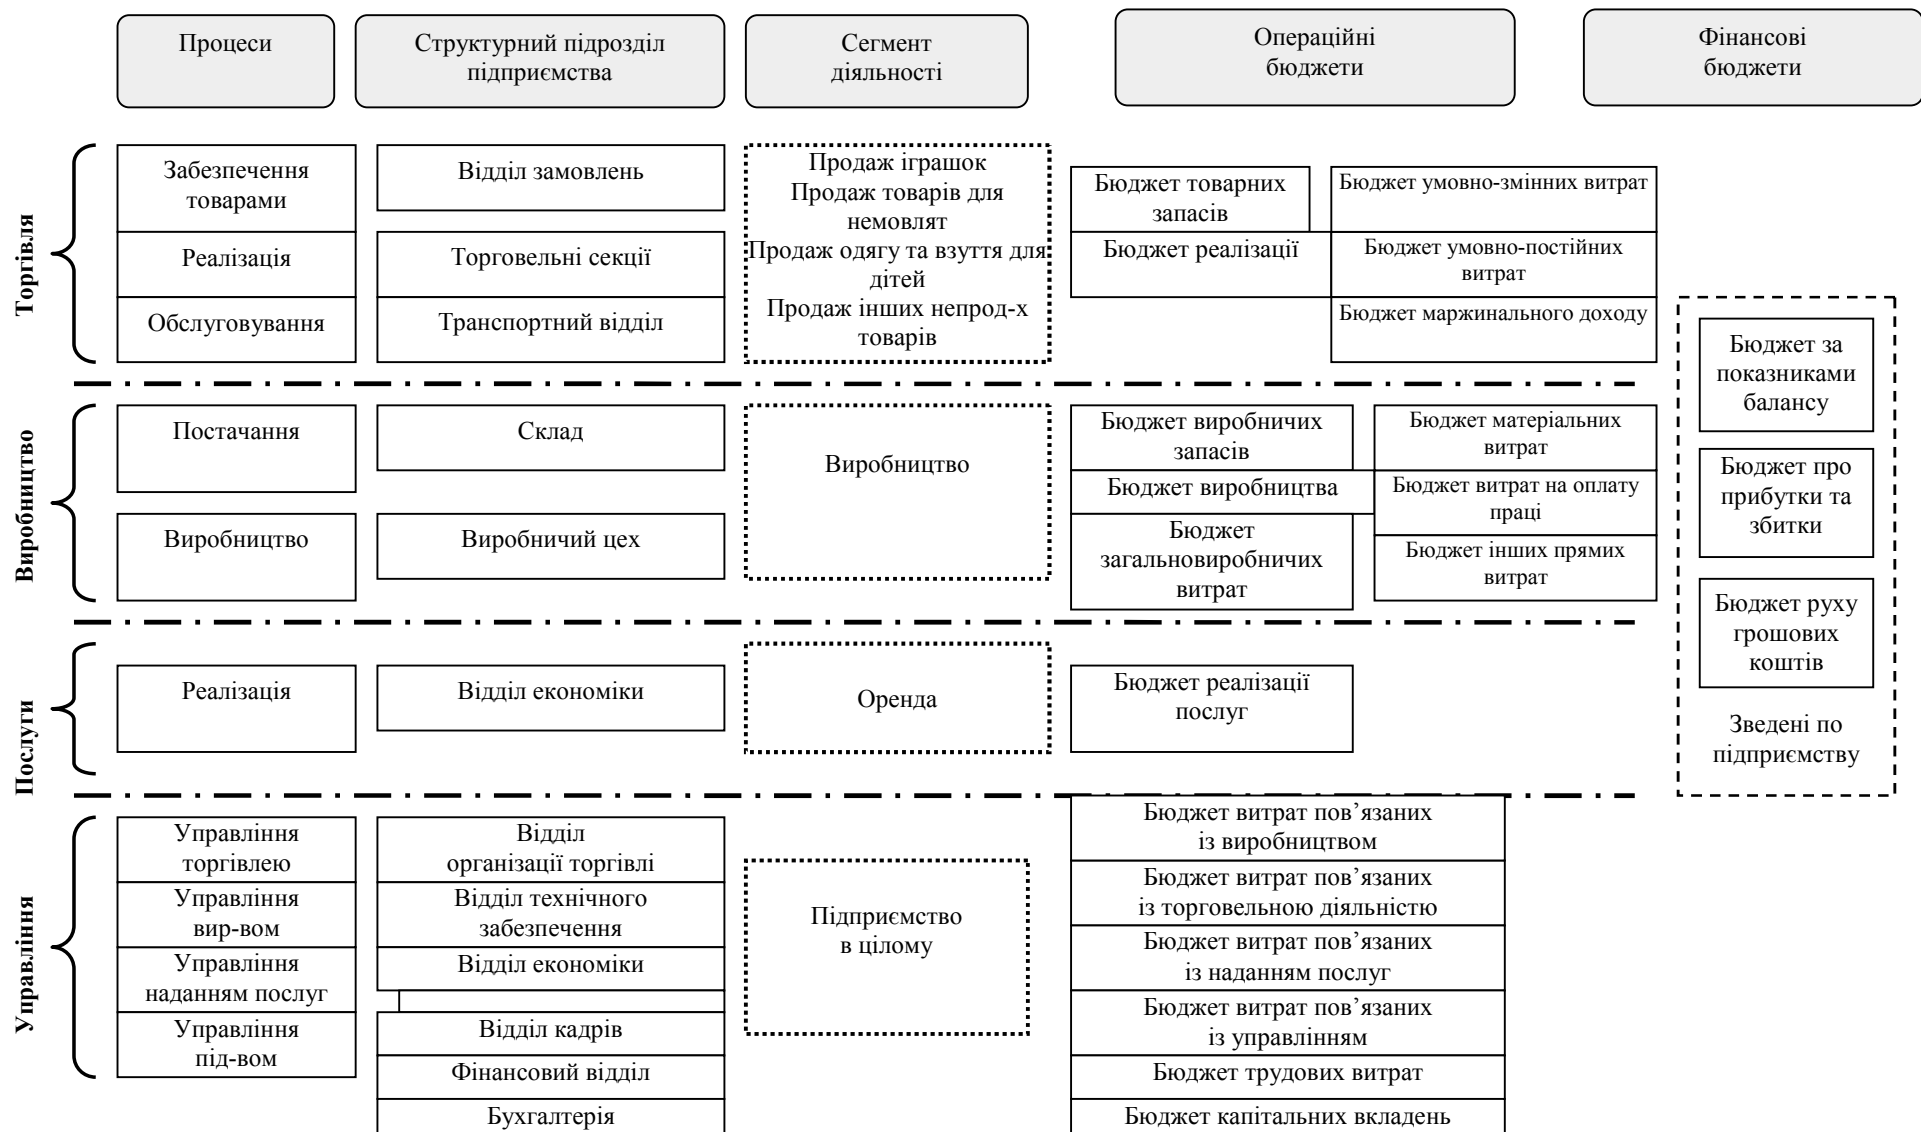 Процеси
Структурний підрозділ
підприємства
Сегмент
діяльності
Операційні
бюджети
Фінансові
бюджети
Торгівля
Забезпечення
товарами
Реалізація
Обслуговування
Відділ замовлень
Торговельні секції
Транспортний відділ
Продаж іграшок
Продаж товарів для
немовлят
Продаж одягу та взуття для
дітей
Продаж інших непрод-х
товарів
Бюджет товарних
запасів
Бюджет реалізації
Бюджет умовно-змінних витрат
Бюджет умовно-постійних
витрат
Бюджет маржинального доходу
Виробництво
Постачання
Виробництво
Склад
Виробничий цех
Виробництво
Бюджет виробничих
запасів
Бюджет виробництва
Бюджет
загальновиробничих
витрат
Бюджет матеріальних
витрат
Бюджет витрат на оплату
праці
Бюджет інших прямих
витрат
Послуги
Реалізація
Відділ економіки
Оренда
Бюджет реалізації
послуг
Управління
Управління
торгівлею
Управління
вир-вом
Управління
наданням послуг
Управління
під-вом
Відділ
організації торгівлі
Відділ технічного
забезпечення
Відділ економіки
Відділ кадрів
Фінансовий відділ
Бухгалтерія
Підприємство
в цілому
Бюджет витрат пов’язаних
із виробництвом
Бюджет витрат пов’язаних
із торговельною діяльністю
Бюджет витрат пов’язаних
із наданням послуг
Бюджет витрат пов’язаних
із управлінням
Бюджет трудових витрат
Бюджет капітальних вкладень
Бюджет за
показниками
балансу
Бюджет про
прибутки та
збитки
Бюджет руху
грошових
коштів
Зведені по
підприємству